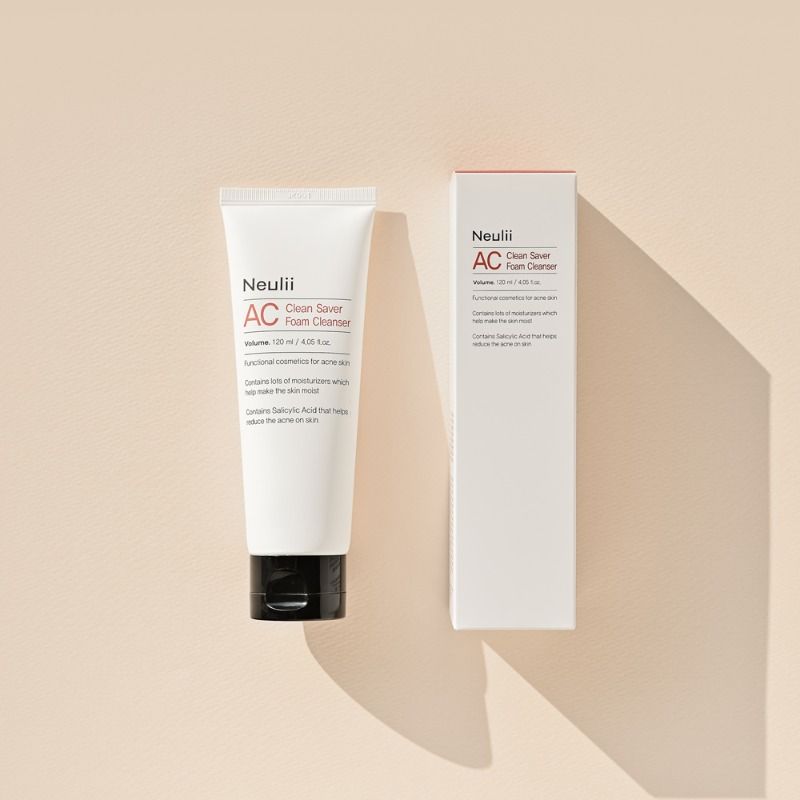 Neulii
AC
Clean Saver
Foam Cleanser
Volume. 120 ml / 4.05 fl.oz.
Functional cosmetics for acne skin
Contains lots of moisturizers which
help make the skin moist
Contains Salicylic Acid that helps
reduce the acne on skin
Neulii
AC
Clean Saver
Foam Cleanser
Volume. 120 ml / 4.05 fl.oz.
Functional cosmetics for acne skin
Contains lots of moisturizers which
help make the skin moist
Contains Salicylic Acid that helps
reduce the acne on skin